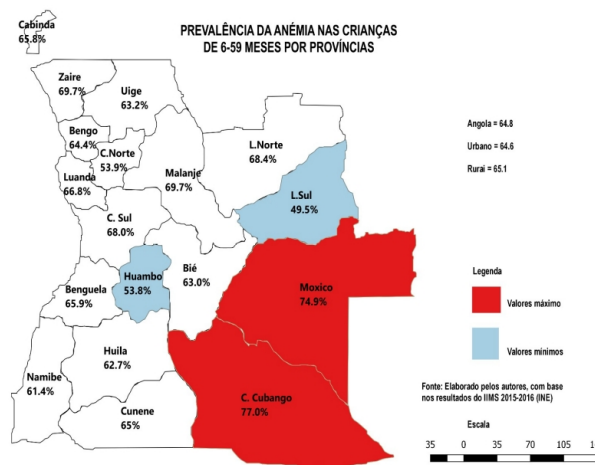 PREVALÊNCIA DA ANÉMIA NAS CRIANÇAS
DE 6-59 MESES POR PROVÍNCIAS
Cabinda
65.8%
Zaire
69.7%
Uige
63.2%
Bengo
64.4%
C.Norte
53.9%
Luanda
66.8%
Malanje
69.7%
L.Norte
68.4%
L.Sul
49.5%
C. Sul
68.0%
Huambo
53.8%
Bié
63.0%
Benguela
65.9%
Moxico
74.9%
Huila
62.7%
Namibe
61.4%
Cunene
65%
C. Cubango
77.0%
Angola = 64.8
Urbano = 64.6
Rurai = 65.1
Legenda
Valores máximo
Valores mínimos
Fonte: Elaborado pelos autores, com base
nos resultados do IIMS 2015-2016 (INE)
Escala
35 0 35 70 105